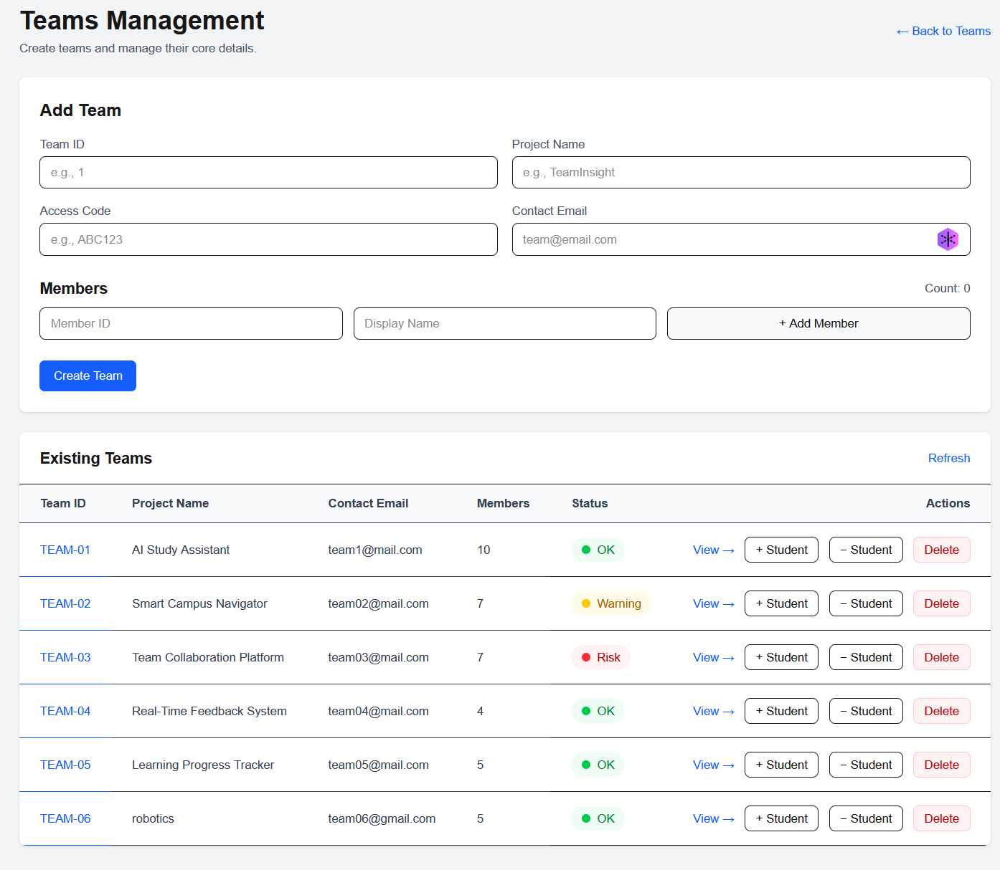 Teams Management
← Back to Teams
Create teams and manage their core details.
Add Team
Team ID Project Name
e.g., 1 e.g., TeamInsight
Access Code Contact Email
e.g., ABC123 team@email.com
Members Count: 0
Member ID Display Name + Add Member
Create Team
Existing Teams Refresh
Team ID Project Name Contact Email Members Status Actions
TEAM-01 AI Study Assistant team1@mail.com 10 OK View → + Student − Student Delete
TEAM-02 Smart Campus Navigator team02@mail.com 7 Warning View → + Student − Student Delete
TEAM-03 Team Collaboration Platform team03@mail.com 7 Risk View → + Student − Student Delete
TEAM-04 Real-Time Feedback System team04@mail.com 4 OK View → + Student − Student Delete
TEAM-05 Learning Progress Tracker team05@mail.com 5 OK View → + Student − Student Delete
TEAM-06 robotics team06@gmail.com 5 OK View → + Student − Student Delete